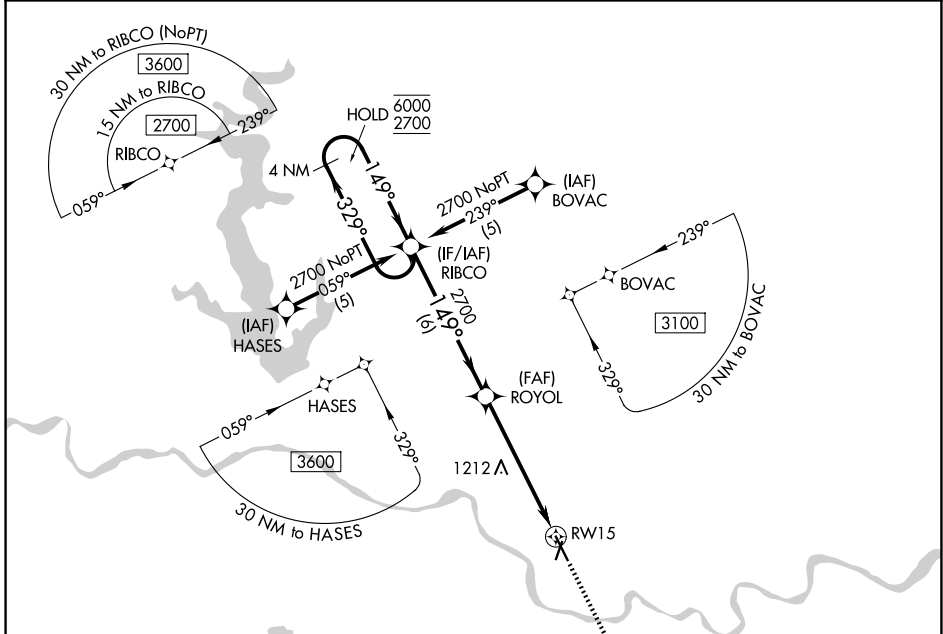 30 NM to RIBCO (NoPT)
3600
15 NM to RIBCO
2700
239°
RIBCO
059°
HOLD 6000
2700
4 NM
149°
329°
2700 NoPT
239°
(5)
(IAF)
BOVAC
(IF/IAF)
RIBCO
2700 NoPT
059°
(5)
(IAF)
HASES
2700
149°
(6)
239°
BOVAC
3100
329°
30 NM to BOVAC
(FAF)
ROYOL
HASES
059°
329°
3600
30 NM to HASES
1212
RW15